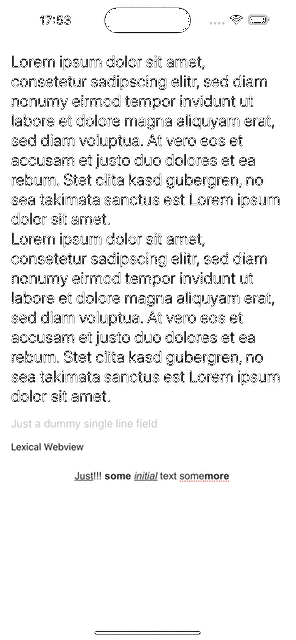 17:53
Lorem ipsum dolor sit amet,
consetetur sadipscing elitr, sed diam
nonumy eirmod tempor invidunt ut
labore et dolore magna aliquyam erat,
sed diam voluptua. At vero eos et
accusam et justo duo dolores et ea
rebum. Stet clita kasd gubergren, no
sea takimata sanctus est Lorem ipsum
dolor sit amet.
Lorem ipsum dolor sit amet,
consetetur sadipscing elitr, sed diam
nonumy eirmod tempor invidunt ut
labore et dolore magna aliquyam erat,
sed diam voluptua. At vero eos et
accusam et justo duo dolores et ea
rebum. Stet clita kasd gubergren, no
sea takimata sanctus est Lorem ipsum
dolor sit amet.
Just a dummy single line field
Lexical Webview
Just!!! some initial text somemore